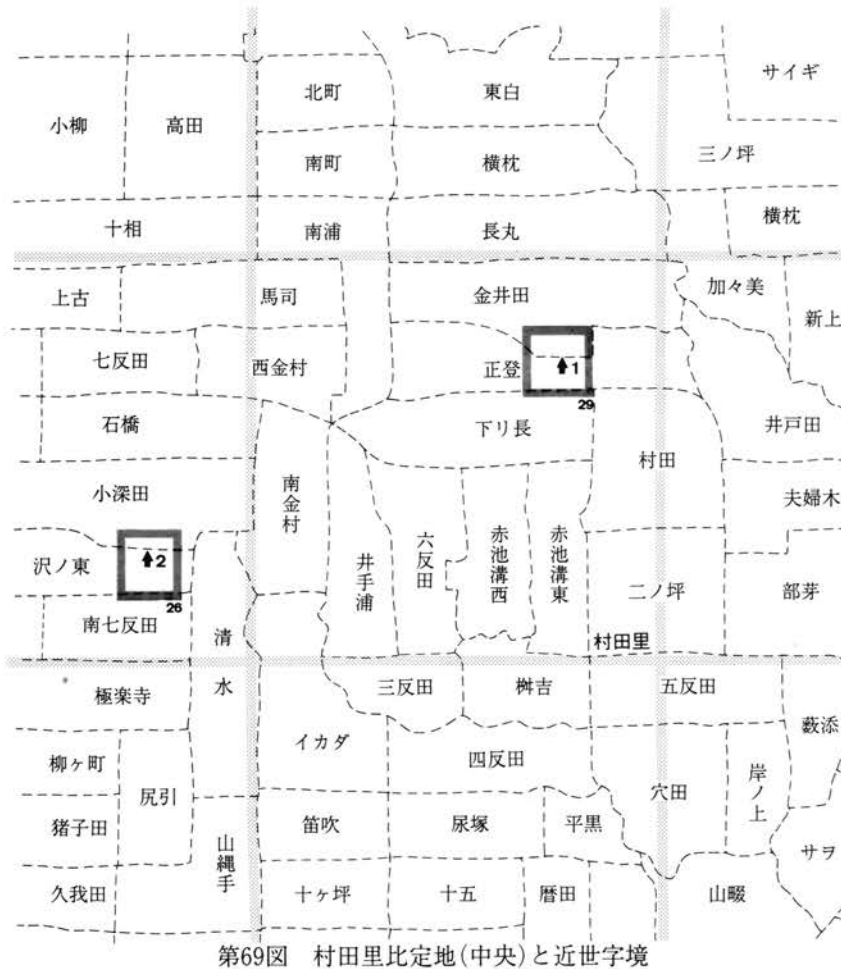 サイギ
北町
東白
小柳
高田
三ノ坪
南町
横枕
横枕
十相
南浦
長丸
加々美
上古
馬司
金井田
新上
七反田
西金村
正登
1
29
石橋
下リ長
井戸田
村田
小深田
南金村
夫婦木
六反田
赤池溝西
赤池溝東
沢ノ東
2
井手浦
二ノ坪
部芽
26
南七反田
清水
村田里
極楽寺
三反田
桝吉
五反田
藪添
イカダ
四反田
柳ヶ町
尻引
穴田
岸ノ上
猪子田
笛吹
尿塚
平黒
山縄手
サヲ
久我田
十ヶ坪
十五
暦田
山畷
第69図 村田里比定地(中央)と近世字境